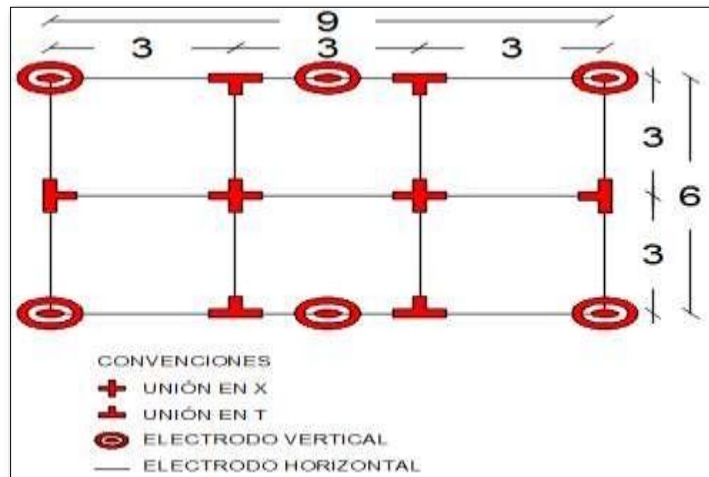 9
3 3 3
3
6
3
CONVENCIONES
UNIÓN EN X
UNIÓN EN T
ELECTRODO VERTICAL
ELECTRODO HORIZONTAL